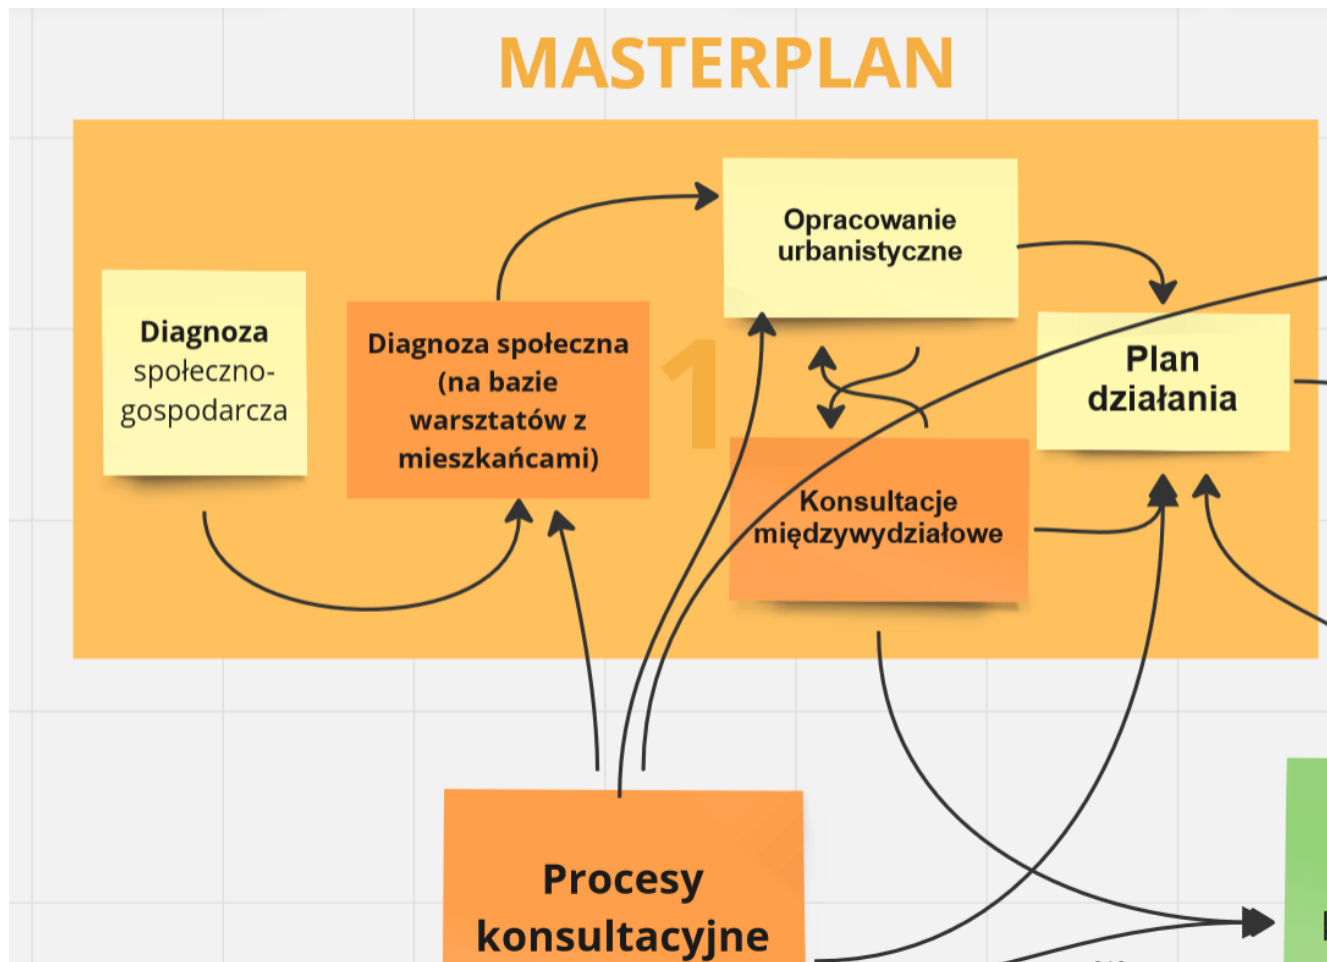 MASTERPLAN
Diagnoza
społeczno-
gospodarcza
Diagnoza społeczna
(na bazie
warsztatów z
mieszkańcami)
1
Opracowanie
urbanistyczne
Konsultacje
międzywydziałowe
Plan
działania
Procesy
konsultacyjne